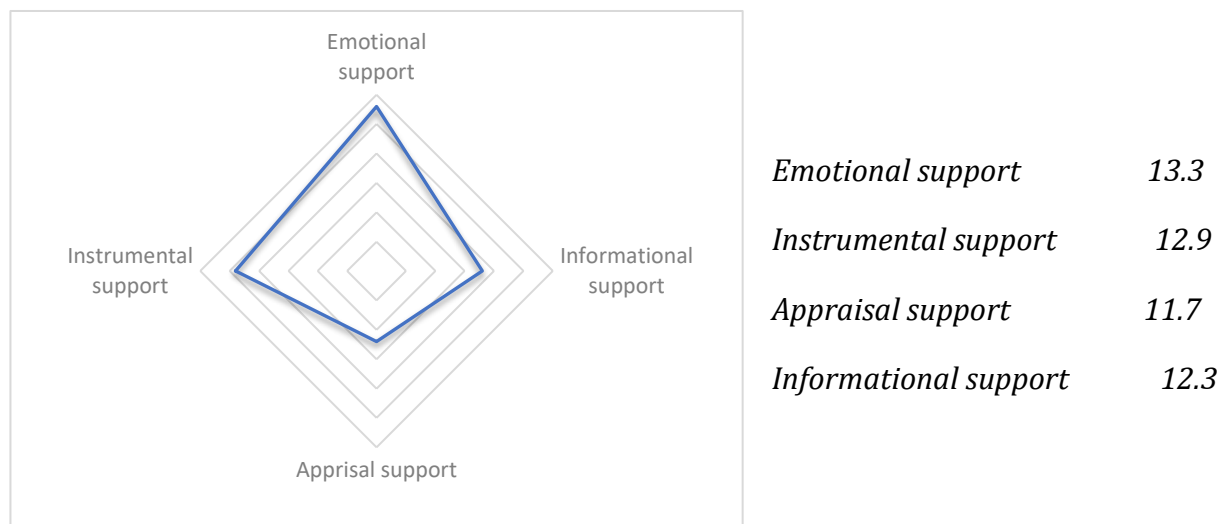 Emotional
support
Instrumental
support
Informational
support
Apprisal support
Emotional support 13.3
Instrumental support 12.9
Appraisal support 11.7
Informational support 12.3